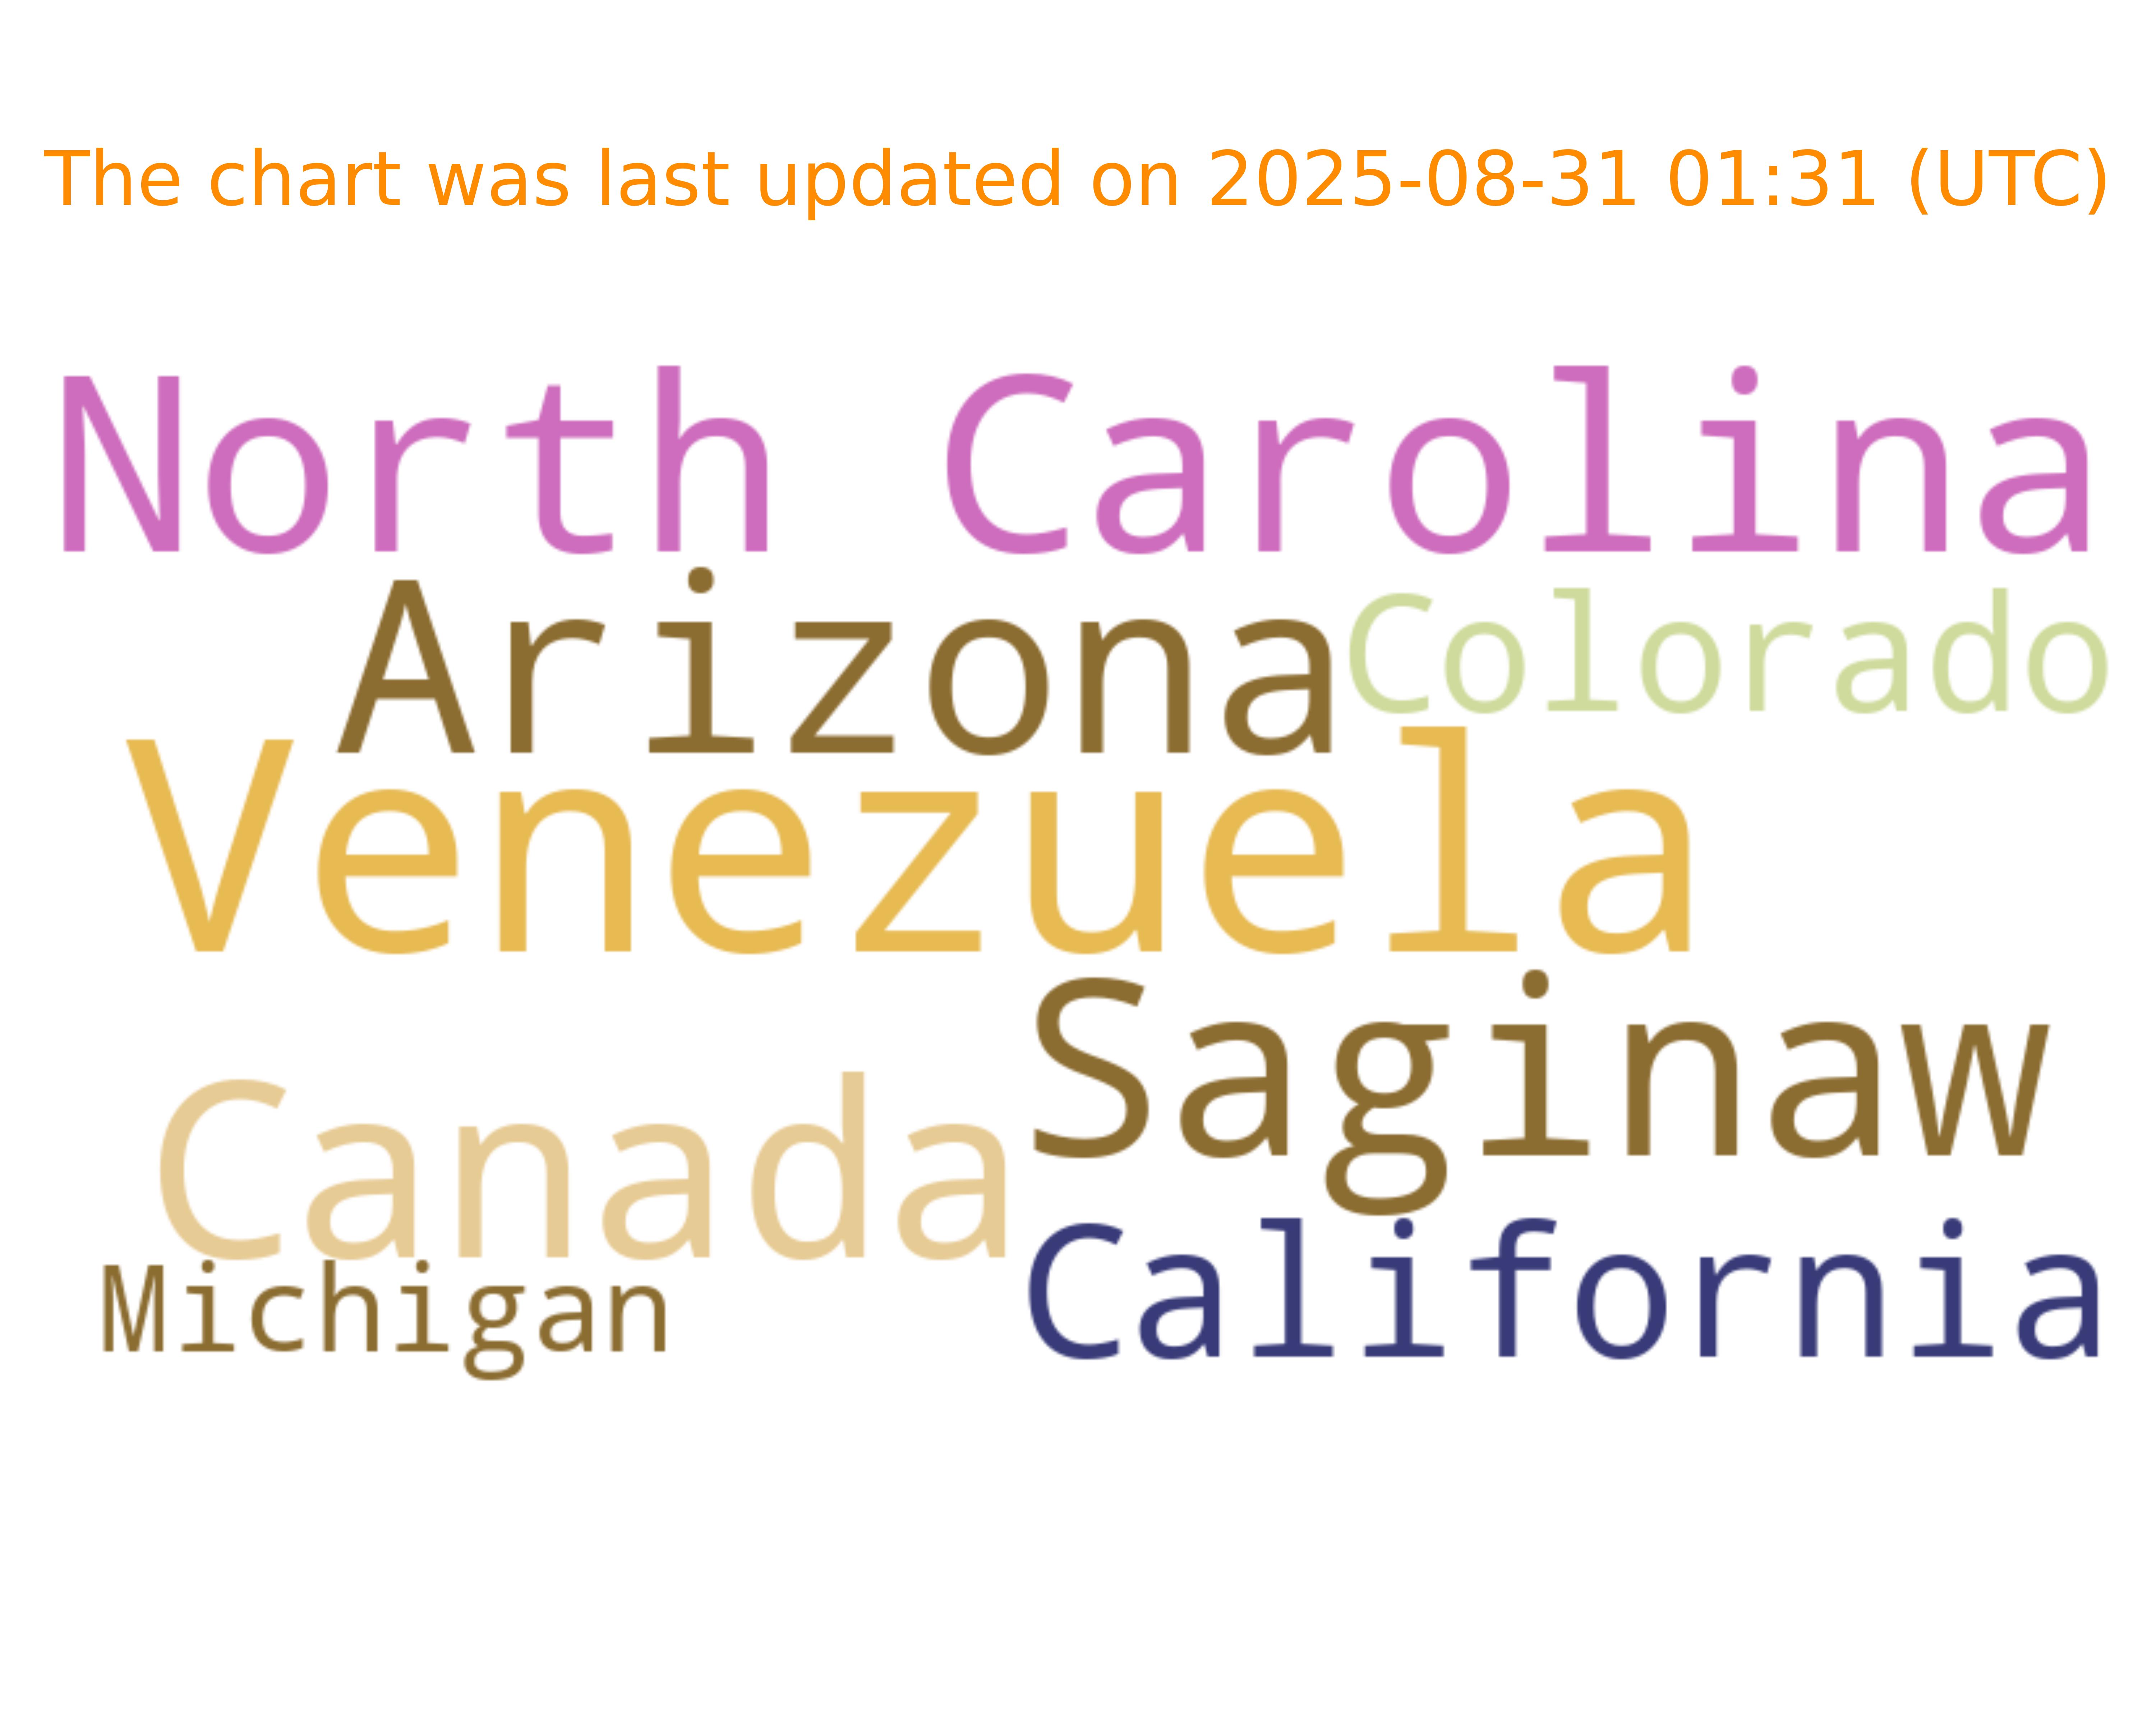 The chart was last updated on 2025-08-31 01:31 (UTC)
North Carolina
Arizona Colorado
Venezuela
Saginaw
Canada
California
Michigan